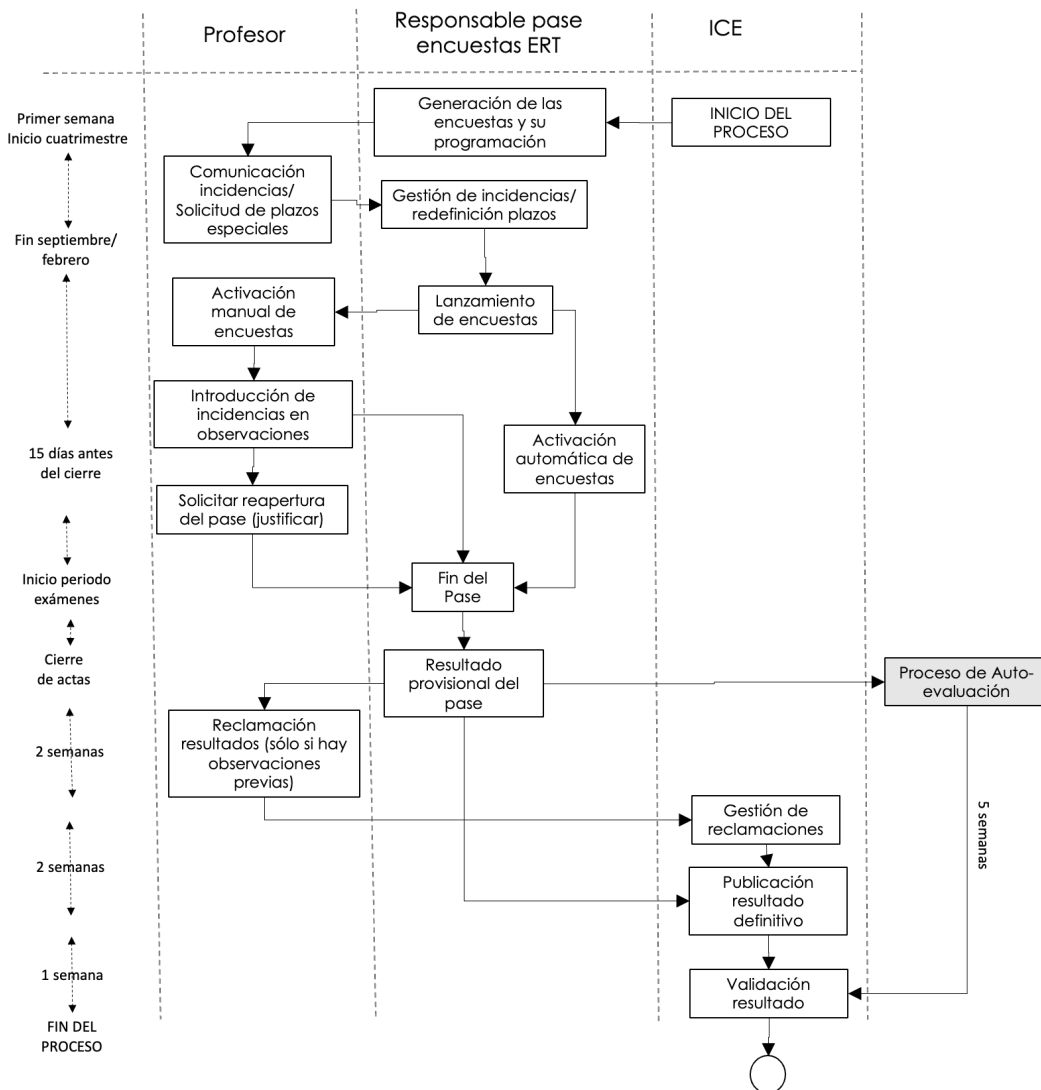 Profesor
Responsable pase
encuestas ERT
ICE
Primer semana
Inicio cuatrimestre
Generación de las
encuestas y su
programación
INICIO DEL
PROCESO
Comunicación
incidencias/
Solicitud de plazos
especiales
Gestión de incidencias/
redefinición plazos
Fin septiembre/
febrero
Activación
manual de
encuestas
Lanzamiento
de encuestas
Introducción de
incidencias en
observaciones
Activación
automática de
encuestas
15 días antes
del cierre
Solicitar reapertura
del pase (justificar)
Inicio periodo
exámenes
Fin del
Pase
Cierre
de actas
Resultado
provisional del
pase
Proceso de Auto-
evaluación
2 semanas
Reclamación
resultados (sólo si hay
observaciones
previas)
Gestión de
reclamaciones
5 semanas
2 semanas
Publicación
resultado
definitivo
1 semana
Validación
resultado
FIN DEL
PROCESO